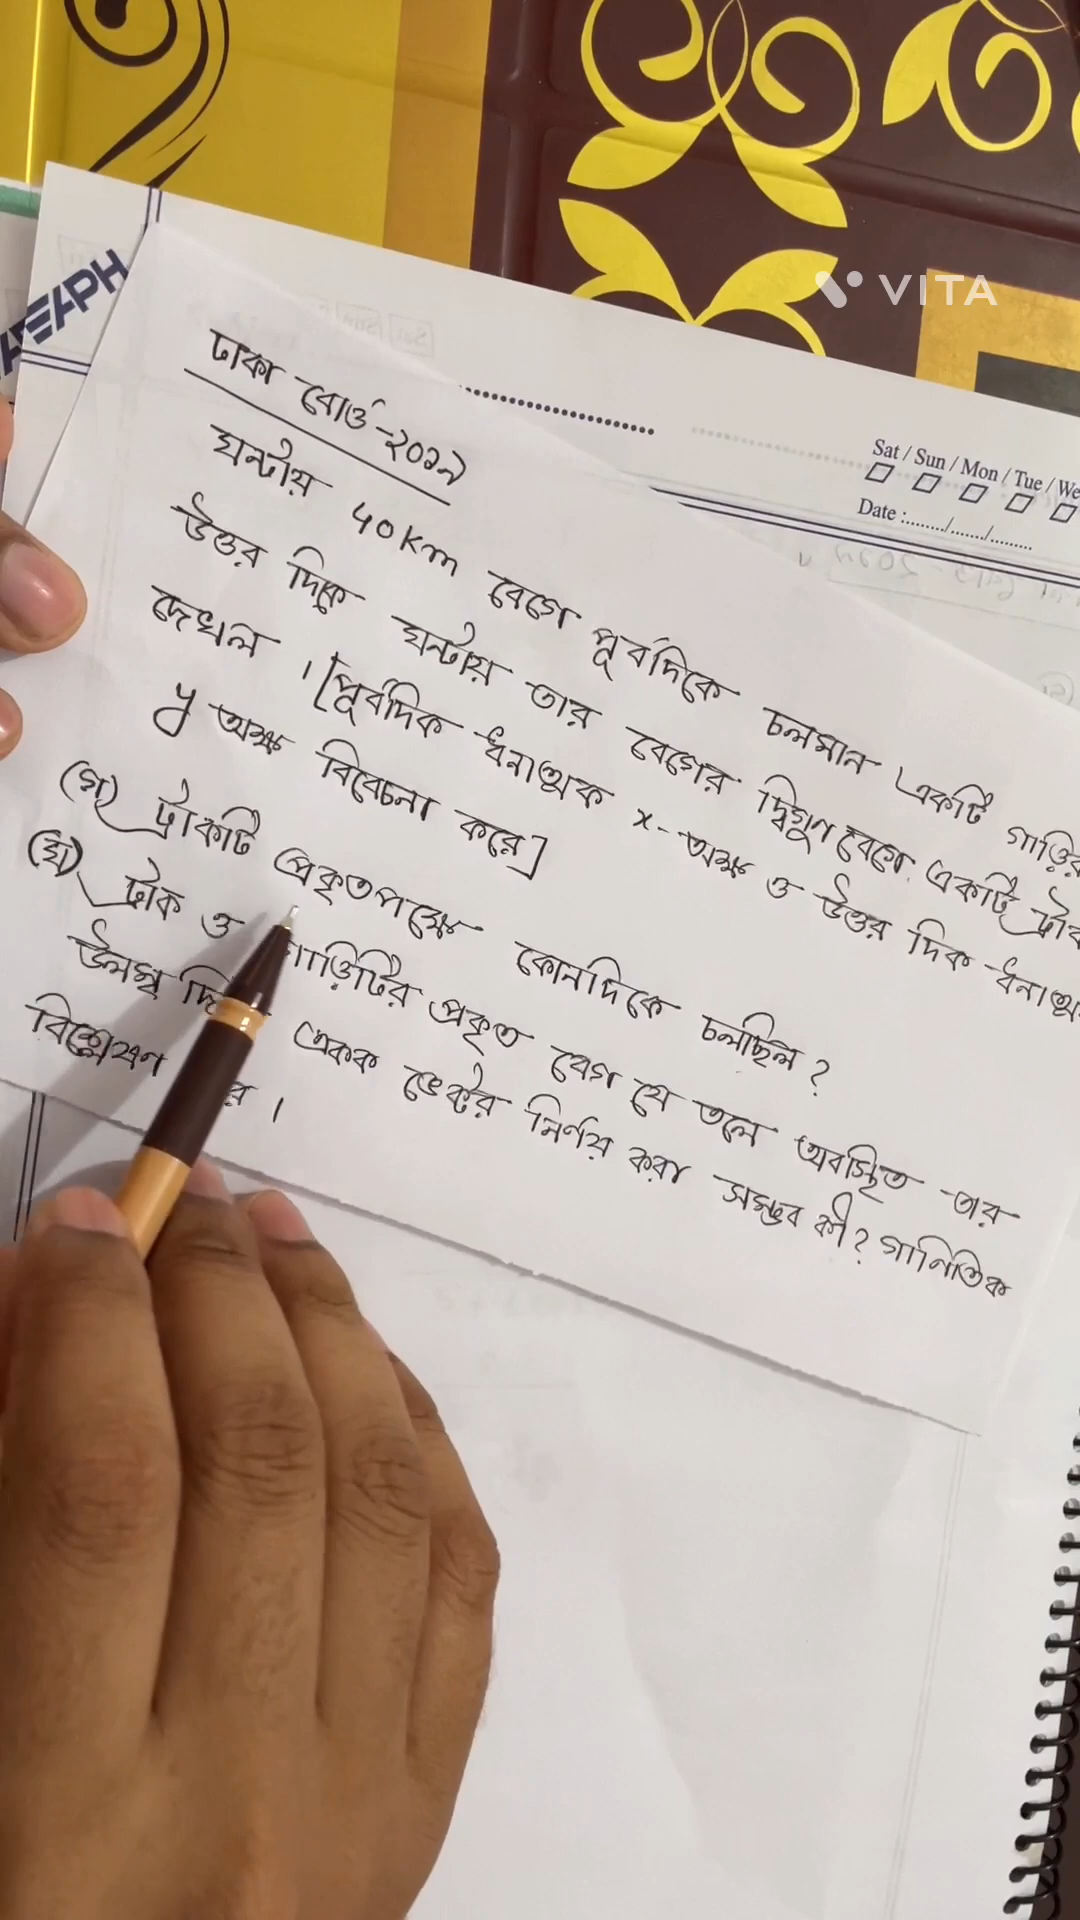 VITA
Sat / Sun / Mon / Tue / We
Date :......../......./.........
ঢাকা বোর্ড-২০১৯
ঘন্টায় 40km বেগে পূর্বদিকে চলমান একটি গাড়ির
উত্তর দিকে ঘন্টায় তার বেগের দ্বিগুণ বেগে একটি ট্রাক
দেখল । [পূর্বদিক ধনাত্মক x-অক্ষ ও উত্তর দিক ধনাত্মক
y অক্ষ বিবেচনা করে]
(গ) ট্রাকটি প্রকৃতপক্ষে কোনদিকে চলছিল ?
(ঘ) ট্রাক ও গাড়িটির প্রকৃত বেগ যে তলে অবস্থিত তার
উলম্ব একক ভেক্টর নির্ণয় করা সম্ভব কী? গাণিতিক
বিশ্লেষণ ।